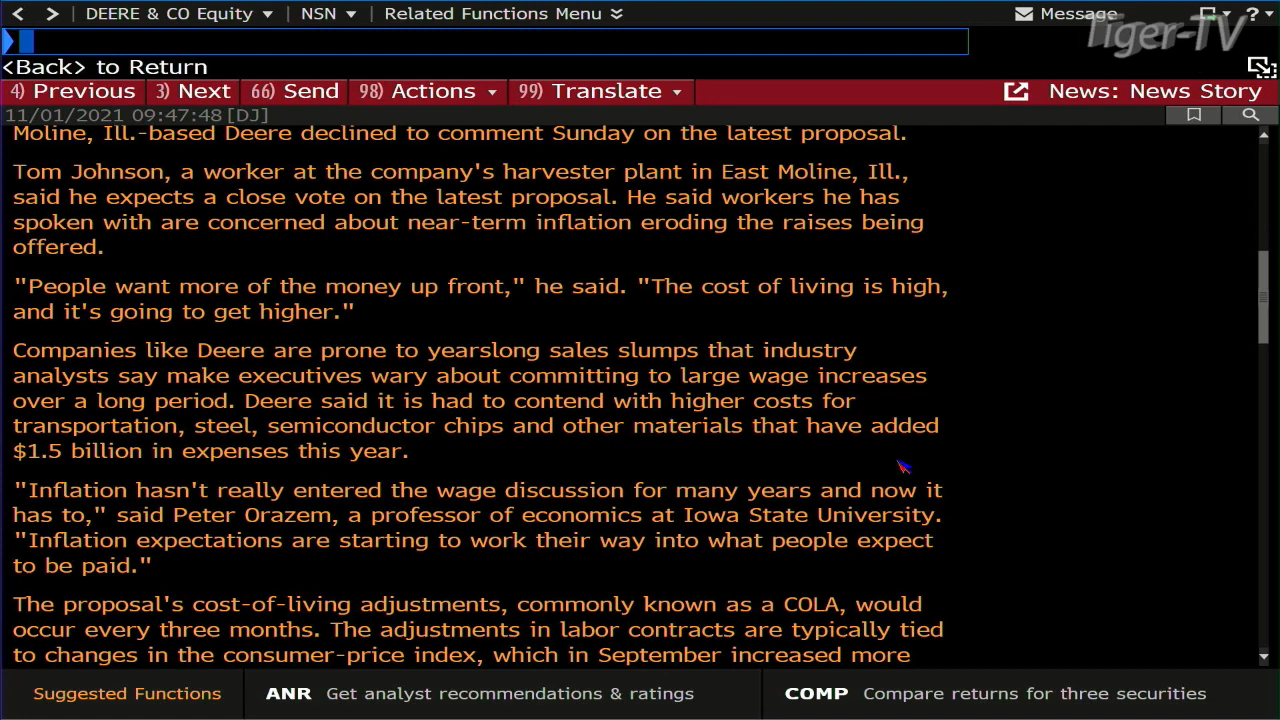 DEERE & CO Equity NSN Related Functions Menu Message ?
Tiger-TV
<Back> to Return
4) Previous 3) Next 66) Send 98) Actions 99) Translate News: News Story
11/01/2021 09:47:48 [DJ]
Moline, Ill.-based Deere declined to comment Sunday on the latest proposal.
Tom Johnson, a worker at the company's harvester plant in East Moline, Ill.,
said he expects a close vote on the latest proposal. He said workers he has
spoken with are concerned about near-term inflation eroding the raises being
offered.
"People want more of the money up front," he said. "The cost of living is high,
and it's going to get higher."
Companies like Deere are prone to yearslong sales slumps that industry
analysts say make executives wary about committing to large wage increases
over a long period. Deere said it is had to contend with higher costs for
transportation, steel, semiconductor chips and other materials that have added
$1.5 billion in expenses this year.
"Inflation hasn't really entered the wage discussion for many years and now it
has to," said Peter Orazem, a professor of economics at Iowa State University.
"Inflation expectations are starting to work their way into what people expect
to be paid."
The proposal's cost-of-living adjustments, commonly known as a COLA, would
occur every three months. The adjustments in labor contracts are typically tied
to changes in the consumer-price index, which in September increased more
Suggested Functions ANR Get analyst recommendations & ratings COMP Compare returns for three securities